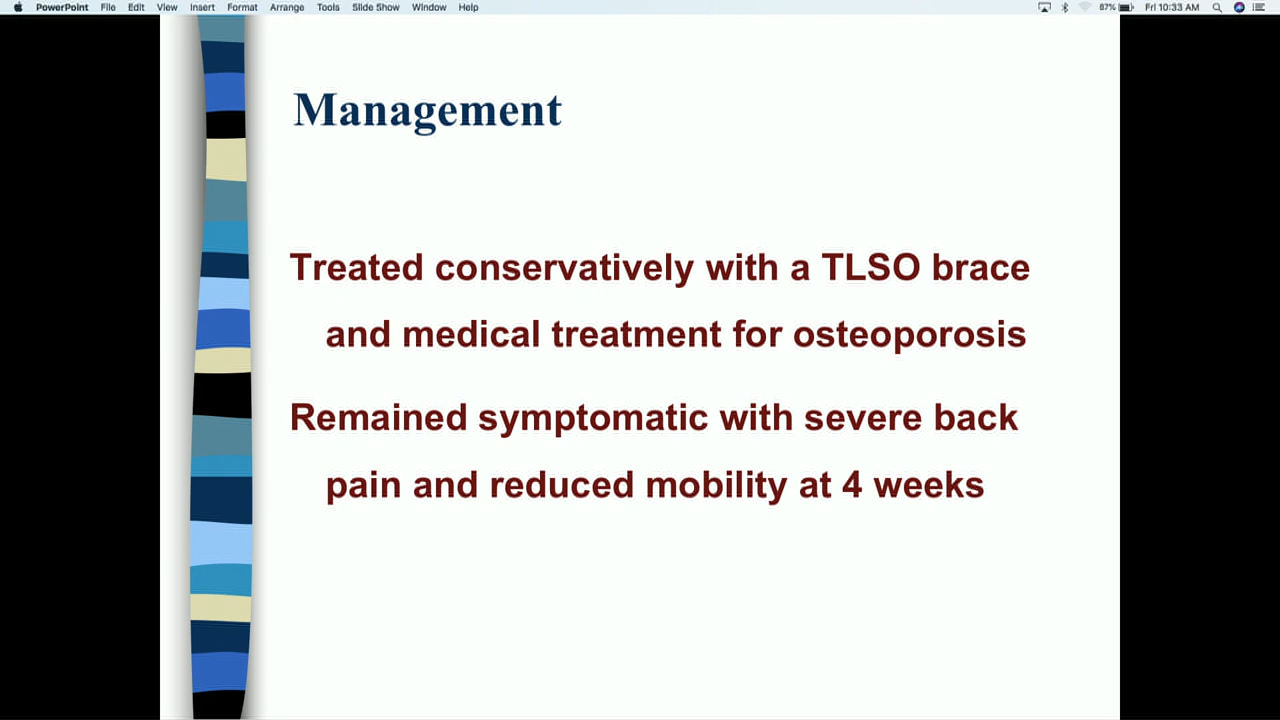 PowerPoint File Edit View Insert Format Arrange Tools Slide Show Window Help 87% Fri 10:33 AM
Management
Treated conservatively with a TLSO brace
and medical treatment for osteoporosis
Remained symptomatic with severe back
pain and reduced mobility at 4 weeks